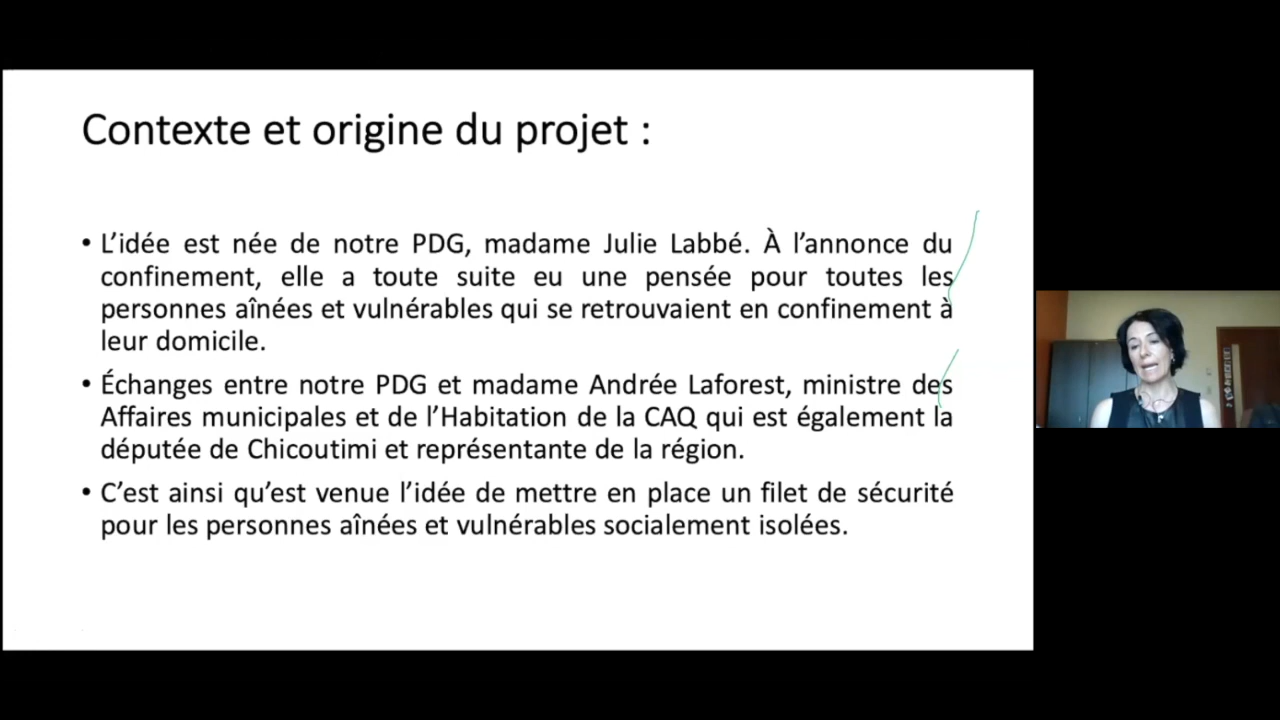 Contexte et origine du projet :
• L’idée est née de notre PDG, madame Julie Labbé. À l’annonce du
confinement, elle a toute suite eu une pensée pour toutes les
personnes aînées et vulnérables qui se retrouvaient en confinement à
leur domicile.
• Échanges entre notre PDG et madame Andrée Laforest, ministre des
Affaires municipales et de l’Habitation de la CAQ qui est également la
députée de Chicoutimi et représentante de la région.
• C’est ainsi qu’est venue l’idée de mettre en place un filet de sécurité
pour les personnes aînées et vulnérables socialement isolées.